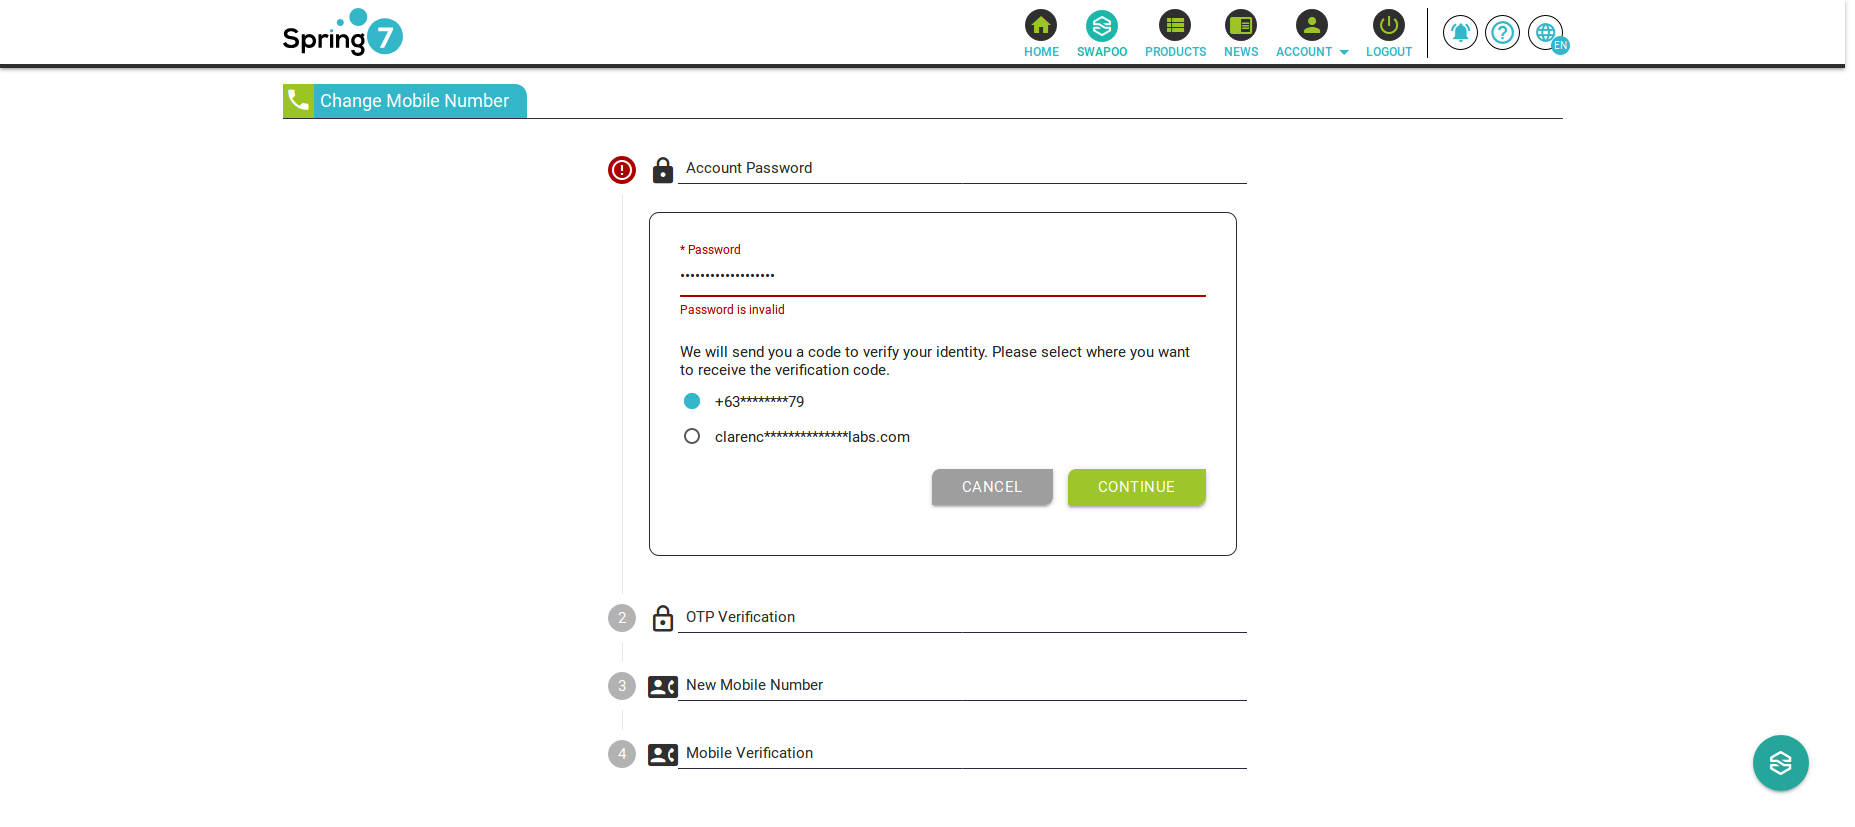 Spring7
HOME
SWAPOO
PRODUCTS
NEWS
ACCOUNT
LOGOUT
EN
Change Mobile Number
Account Password
* Password
•••••••••••••••••••
Password is invalid
We will send you a code to verify your identity. Please select where you want
to receive the verification code.
+63********79
clarenc**************labs.com
CANCEL
CONTINUE
2
OTP Verification
3
New Mobile Number
4
Mobile Verification